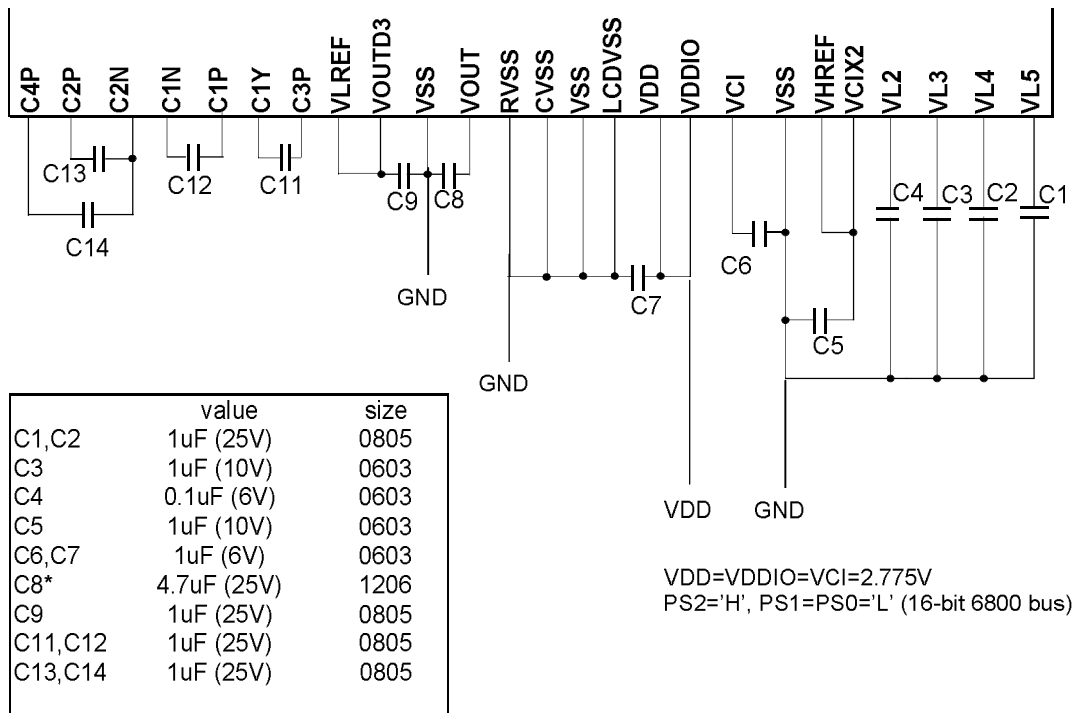 C4P C2P C2N C1N C1P C1Y C3P VLREF VOUTD3 VSS VOUT RVSS CVSS VSS LCDVSS VDD VDDIO VCI VSS VHREF VCIX2 VL2 VL3 VL4 VL5
C13 C12 C11 C9 C8 C4 C3 C2 C1
C14 C6
GND C7
C5
GND
value size
C1,C2 1uF (25V) 0805
C3 1uF (10V) 0603
C4 0.1uF (6V) 0603
C5 1uF (10V) 0603
C6,C7 1uF (6V) 0603
C8* 4.7uF (25V) 1206
C9 1uF (25V) 0805
C11,C12 1uF (25V) 0805
C13,C14 1uF (25V) 0805
VDD GND
VDD=VDDIO=VCI=2.775V
PS2='H', PS1=PS0='L' (16-bit 6800 bus)